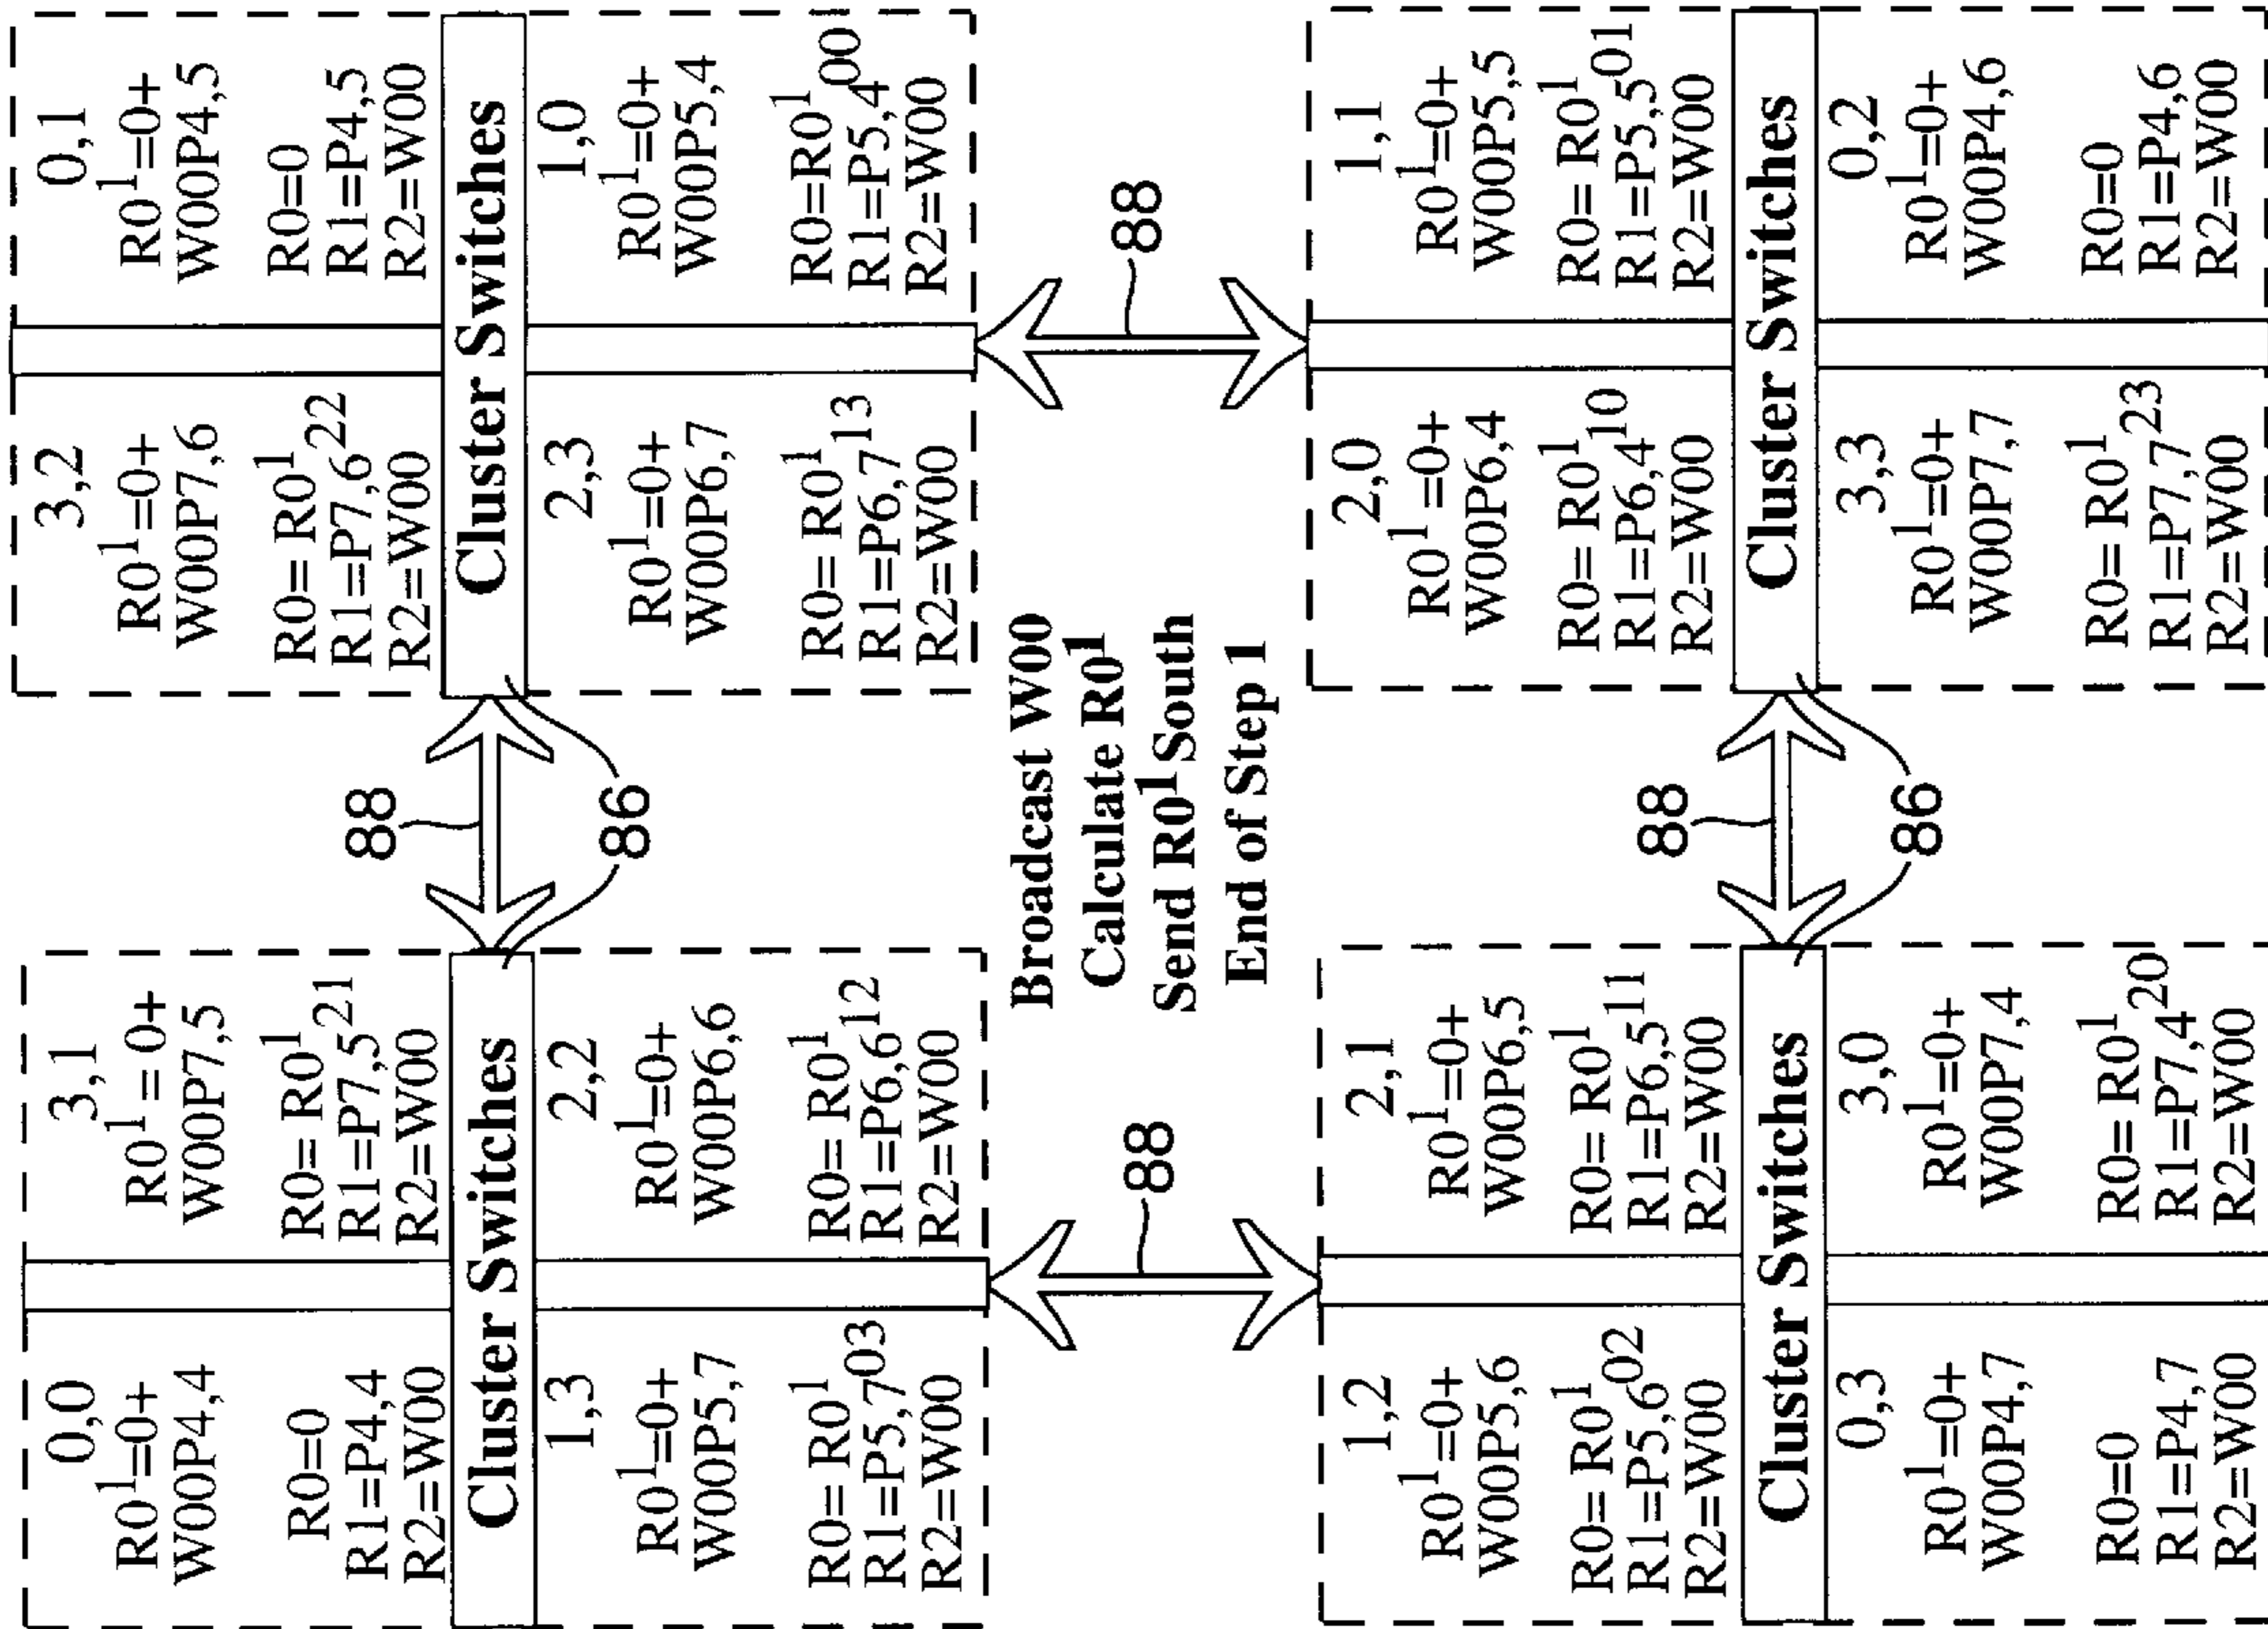 0,0
R0¹=0+
W00P4,4
R0=0
R1=P4,4
R2=W00
3,1
R0¹=0+
W00P7,5
R0= R0¹
R1=P7,5²¹
R2=W00
Cluster Switches
1,3
R0¹=0+
W00P5,7
R0= R0¹
R1=P5,7⁰³
R2=W00
2,2
R0¹=0+
W00P6,6
R0= R0¹
R1=P6,6¹²
R2=W00
88
86
3,2
R0¹=0+
W00P7,6
R0= R0¹
R1=P7,6²²
R2=W00
0,1
R0¹=0+
W00P4,5
R0=0
R1=P4,5
R2=W00
Cluster Switches
2,3
R0¹=0+
W00P6,7
R0= R0¹
R1=P6,7¹³
R2=W00
1,0
R0¹=0+
W00P5,4
R0=R0¹
R1=P5,4⁰⁰
R2=W00
88
Broadcast W00
Calculate R0¹
Send R0¹ South
End of Step 1
88
1,2
R0¹=0+
W00P5,6
R0= R0¹
R1=P5,6⁰²
R2=W00
2,1
R0¹=0+
W00P6,5
R0= R0¹
R1=P6,5¹¹
R2=W00
Cluster Switches
0,3
R0¹=0+
W00P4,7
R0=0
R1=P4,7
R2=W00
3,0
R0¹=0+
W00P7,4
R0= R0¹
R1=P7,4²⁰
R2=W00
88
86
2,0
R0¹=0+
W00P6,4
R0= R0¹
R1=P6,4¹⁰
R2=W00
1,1
R0¹=0+
W00P5,5
R0= R0¹
R1=P5,5⁰¹
R2=W00
Cluster Switches
3,3
R0¹=0+
W00P7,7
R0= R0¹
R1=P7,7²³
R2=W00
0,2
R0¹=0+
W00P4,6
R0=0
R1=P4,6
R2=W00